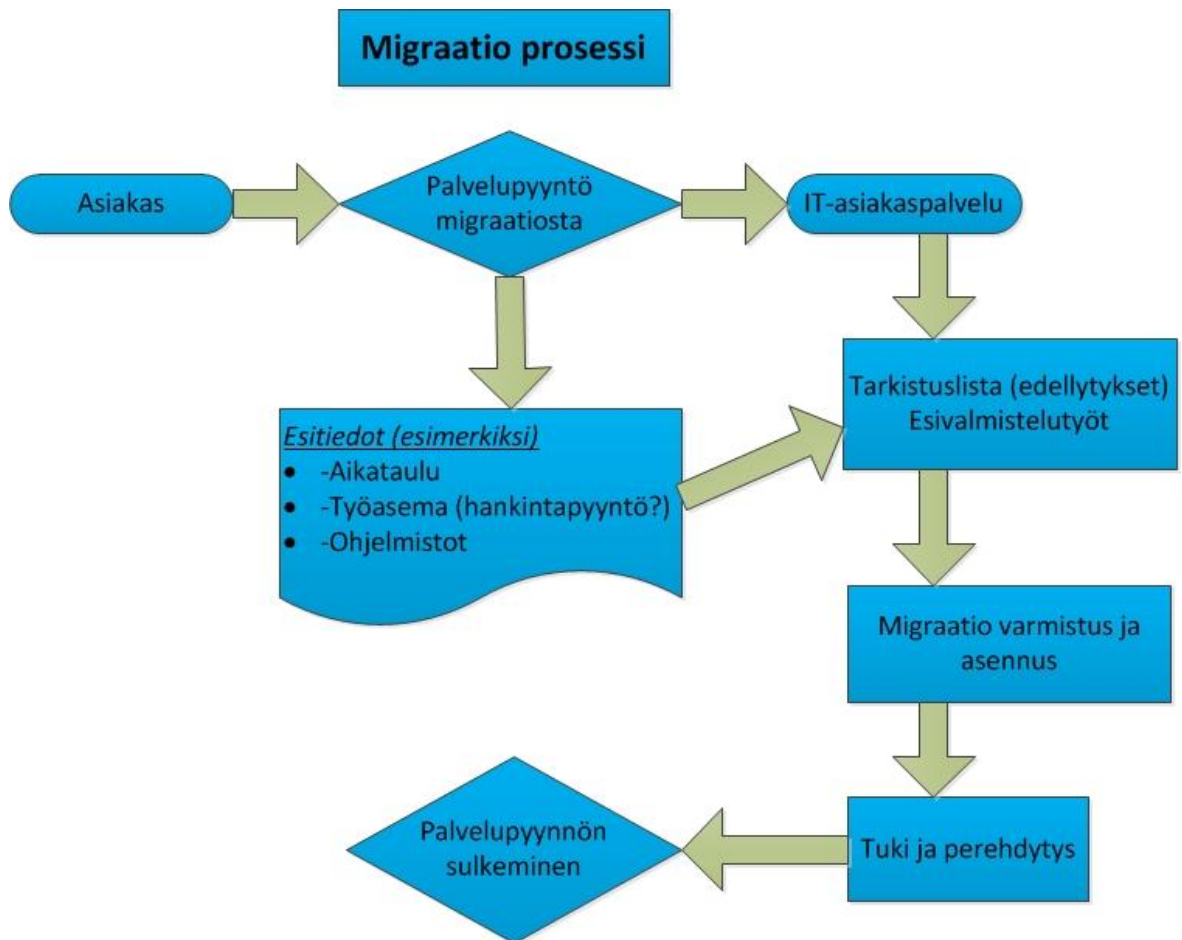 Migraatio prosessi
Asiakas
Palvelupyyntö
migraatiosta
IT-asiakaspalvelu
Esitiedot (esimerkiksi)
• -Aikataulu
• -Työasema (hankintapyyntö?)
• -Ohjelmistot
Tarkistuslista (edellytykset)
Esivalmistelutyöt
Migraatio varmistus ja
asennus
Tuki ja perehdytys
Palvelupyynnön
sulkeminen